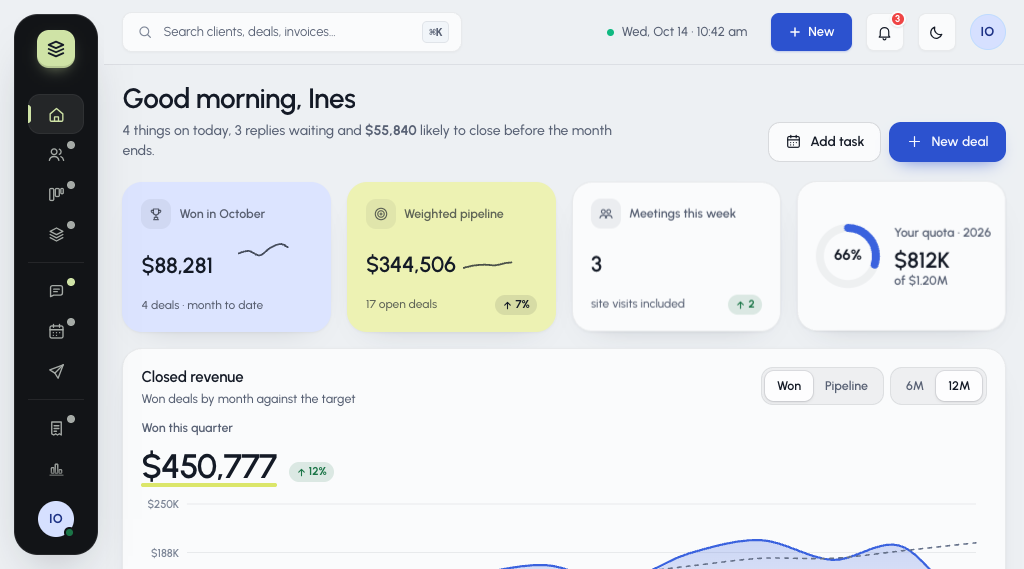 Search clients, deals, invoices...
⌘K
Wed, Oct 14 · 10:42 am
+ New
3
IO
Good morning, Ines
4 things on today, 3 replies waiting and $55,840 likely to close before the month
ends.
Add task
+ New deal
Won in October
$88,281
4 deals · month to date
Weighted pipeline
$344,506
17 open deals
↑ 7%
Meetings this week
3
site visits included
↑ 2
66%
Your quota · 2026
$812K
of $1.20M
Closed revenue
Won deals by month against the target
Won
Pipeline
6M
12M
Won this quarter
$450,777
↑ 12%
$250K
$188K
IO